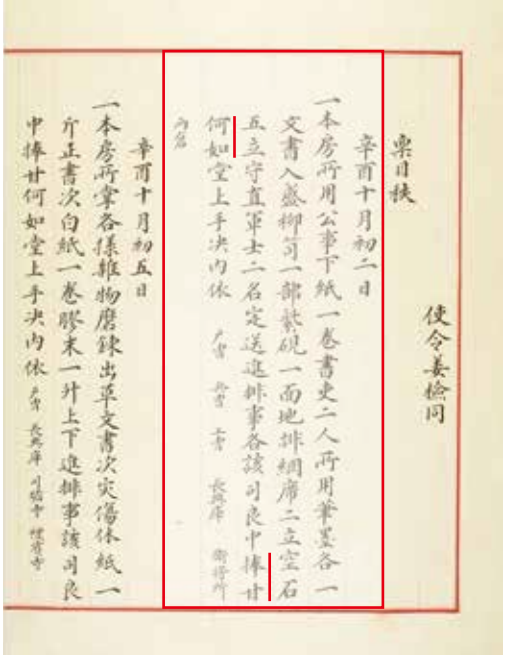 使令姜檢同
稟目秩
辛酉十月初二日
一本房所用公事下紙一卷書吏二人所用筆墨各一
文書入盛柳笥一部紫硯一面地排網席二立空石
五立守直軍士二名定送進排事各該司良中捧甘
何如堂上手決內依 戶曹 兵曹 工曹 長興庫 衛將所
辛酉十月初五日
一本房所掌各樣雜物磨鍊出草文書次災傷休紙一
斤正書次白紙一卷膠末一升上下進排事該司良
中捧甘何如堂上手決內依 戶曹 長興庫 司䆃寺 禮賓寺